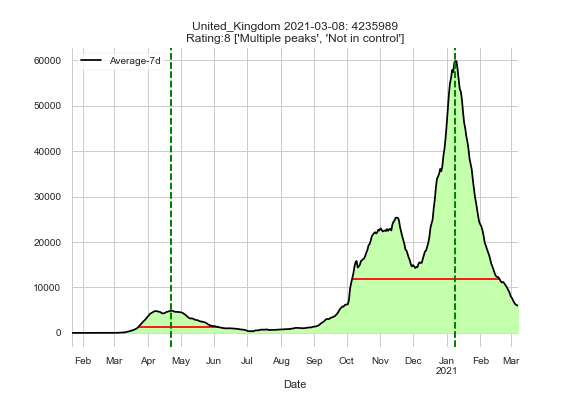 United_Kingdom 2021-03-08: 4235989
Rating:8 ['Multiple peaks', 'Not in control']
Average-7d
60000
50000
40000
30000
20000
10000
0
Feb Mar Apr May Jun Jul Aug Sep Oct Nov Dec Jan Feb Mar
2021
Date